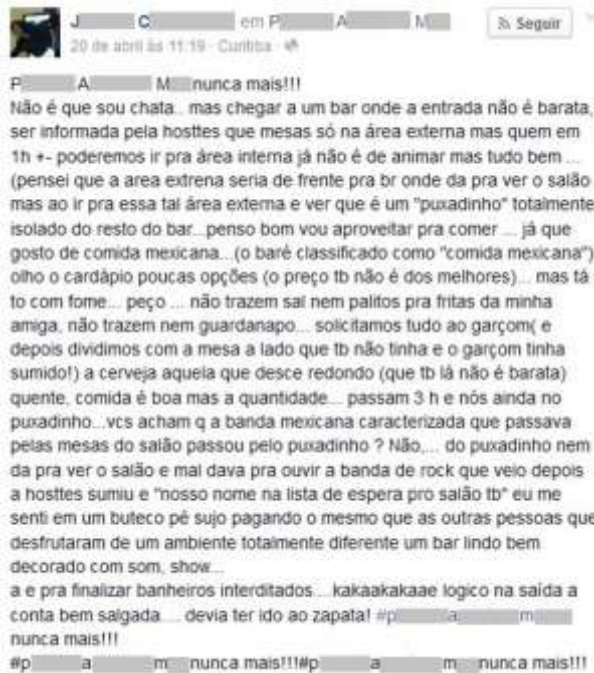 J C em P A M
Seguir
20 de abril às 11:19 · Curitiba ·
P A M nunca mais!!!
Não é que sou chata.. mas chegar a um bar onde a entrada não é barata,
ser informada pela hosttes que mesas só na área externa mas quem em
1h +- poderemos ir pra área interna já não é de animar mas tudo bem ...
(pensei que a area extrena seria de frente pra br onde da pra ver o salão
mas ao ir pra essa tal área externa e ver que é um "puxadinho" totalmente
isolado do resto do bar...penso bom vou aproveitar pra comer ... já que
gosto de comida mexicana...(o baré classificado como "comida mexicana")
olho o cardápio poucas opções (o preço tb não é dos melhores)... mas tá
to com fome... peço ... não trazem sal nem palitos pra fritas da minha
amiga, não trazem nem guardanapo... solicitamos tudo ao garçom( e
depois dividimos com a mesa a lado que tb não tinha e o garçom tinha
sumido!) a cerveja aquela que desce redondo (que tb lá não é barata)
quente, comida é boa mas a quantidade... passam 3 h e nós ainda no
puxadinho...vcs acham q a banda mexicana caracterizada que passava
pelas mesas do salão passou pelo puxadinho ? Não,... do puxadinho nem
da pra ver o salão e mal dava pra ouvir a banda de rock que veio depois
a hosttes sumiu e "nosso nome na lista de espera pro salão tb" eu me
senti em um buteco pé sujo pagando o mesmo que as outras pessoas que
desfrutaram de um ambiente totalmente diferente um bar lindo bem
decorado com som, show...
a e pra finalizar banheiros interditados....kakaakakaae logico na saída a
conta bem salgada.... devia ter ido ao zapata! #p a m
nunca mais!!!
#p a m nunca mais!!!#p a m nunca mais!!!